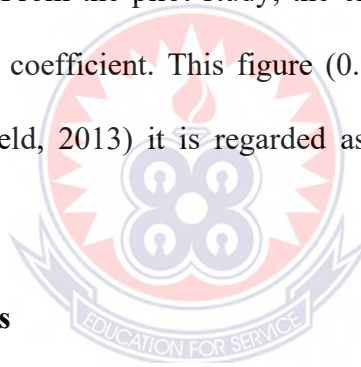 From the pilot study, the
coefficient. This figure (0.
eld, 2013) it is regarded as
s
EDUCATION FOR SERVICE